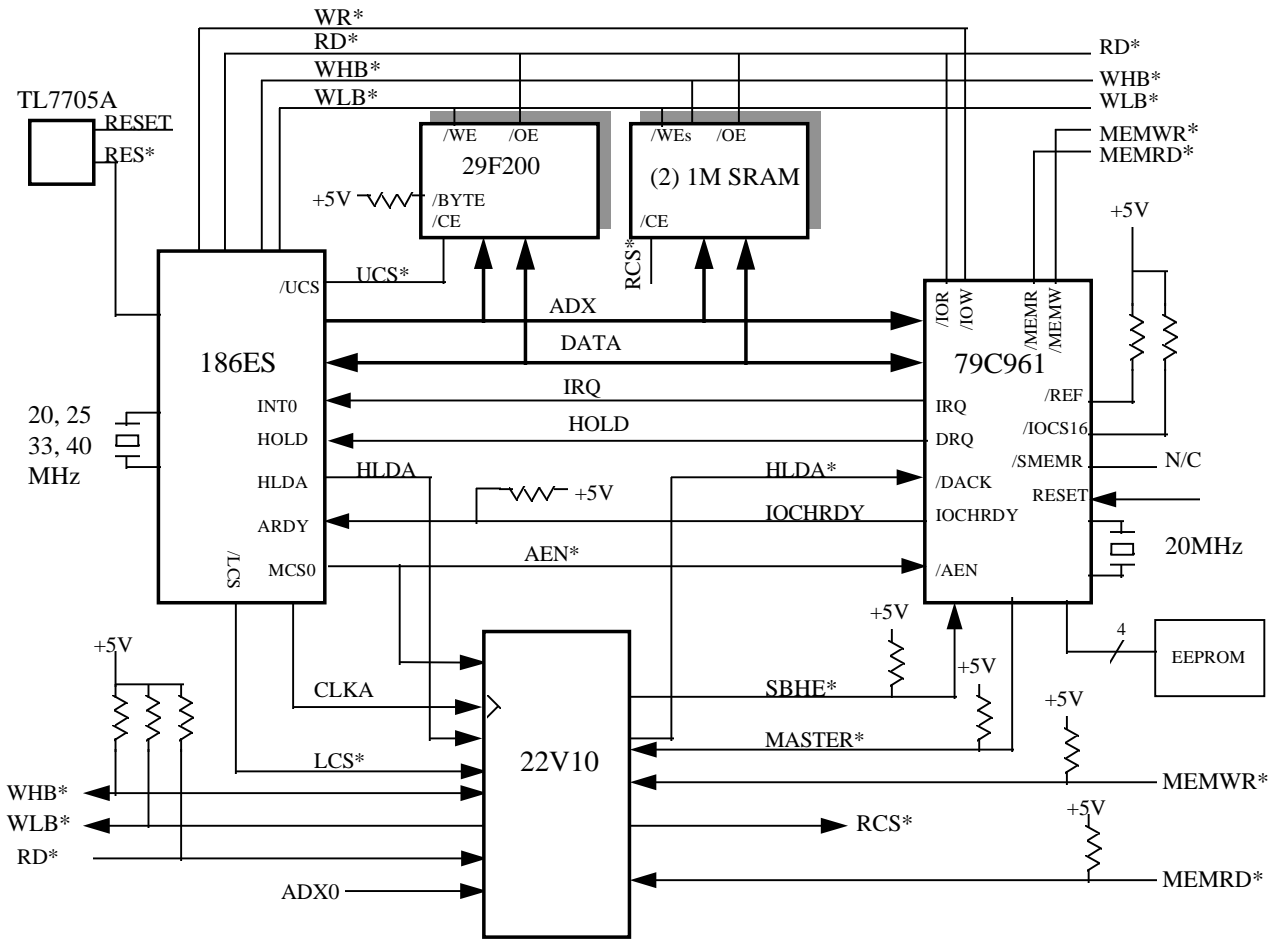 WR*
RD*
RD*
WHB*
WHB*
TL7705A
WLB*
WLB*
RESET
/WE
/OE
/WEs
/OE
MEMWR*
RES*
MEMRD*
29F200
(2) 1M SRAM
+5V
/BYTE
+5V
/CE
/CE
RCS*
UCS*
/UCS
/IOR
/IOW
/MEMR
/MEMW
ADX
DATA
186ES
79C961
IRQ
/REF
INT0
IRQ
20, 25
33, 40
MHz
HOLD
/IOCS16
HOLD
DRQ
/SMEMR
N/C
HLDA
HLDA*
HLDA
/DACK
RESET
+5V
IOCHRDY
IOCHRDY
ARDY
20MHz
AEN*
/LCS
MCS0
/AEN
+5V
4
+5V
EEPROM
+5V
CLKA
SBHE*
+5V
MASTER*
LCS*
22V10
WHB*
MEMWR*
+5V
WLB*
RCS*
RD*
MEMRD*
ADX0